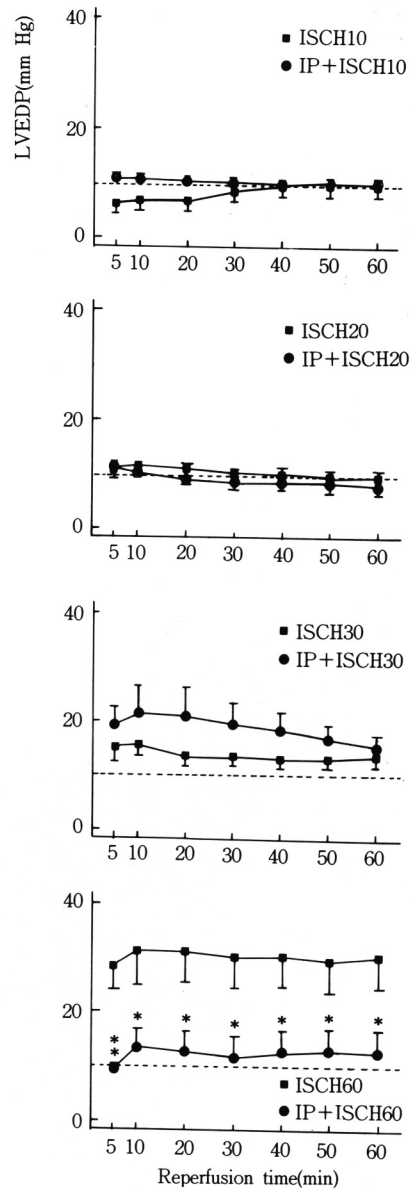 LVEDP(mm Hg)
40
20
0
ISCH10
IP+ISCH10
5 10 20 30 40 50 60
40
20
0
ISCH20
IP+ISCH20
5 10 20 30 40 50 60
40
20
0
ISCH30
IP+ISCH30
5 10 20 30 40 50 60
40
20
0
* * * * * * *
*
ISCH60
IP+ISCH60
5 10 20 30 40 50 60
Reperfusion time(min)